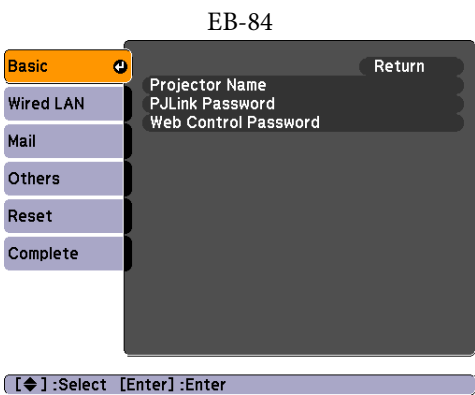 EB-84
Basic
Wired LAN
Mail
Others
Reset
Complete
Return
Projector Name
PJLink Password
Web Control Password
[◆] :Select [Enter] :Enter